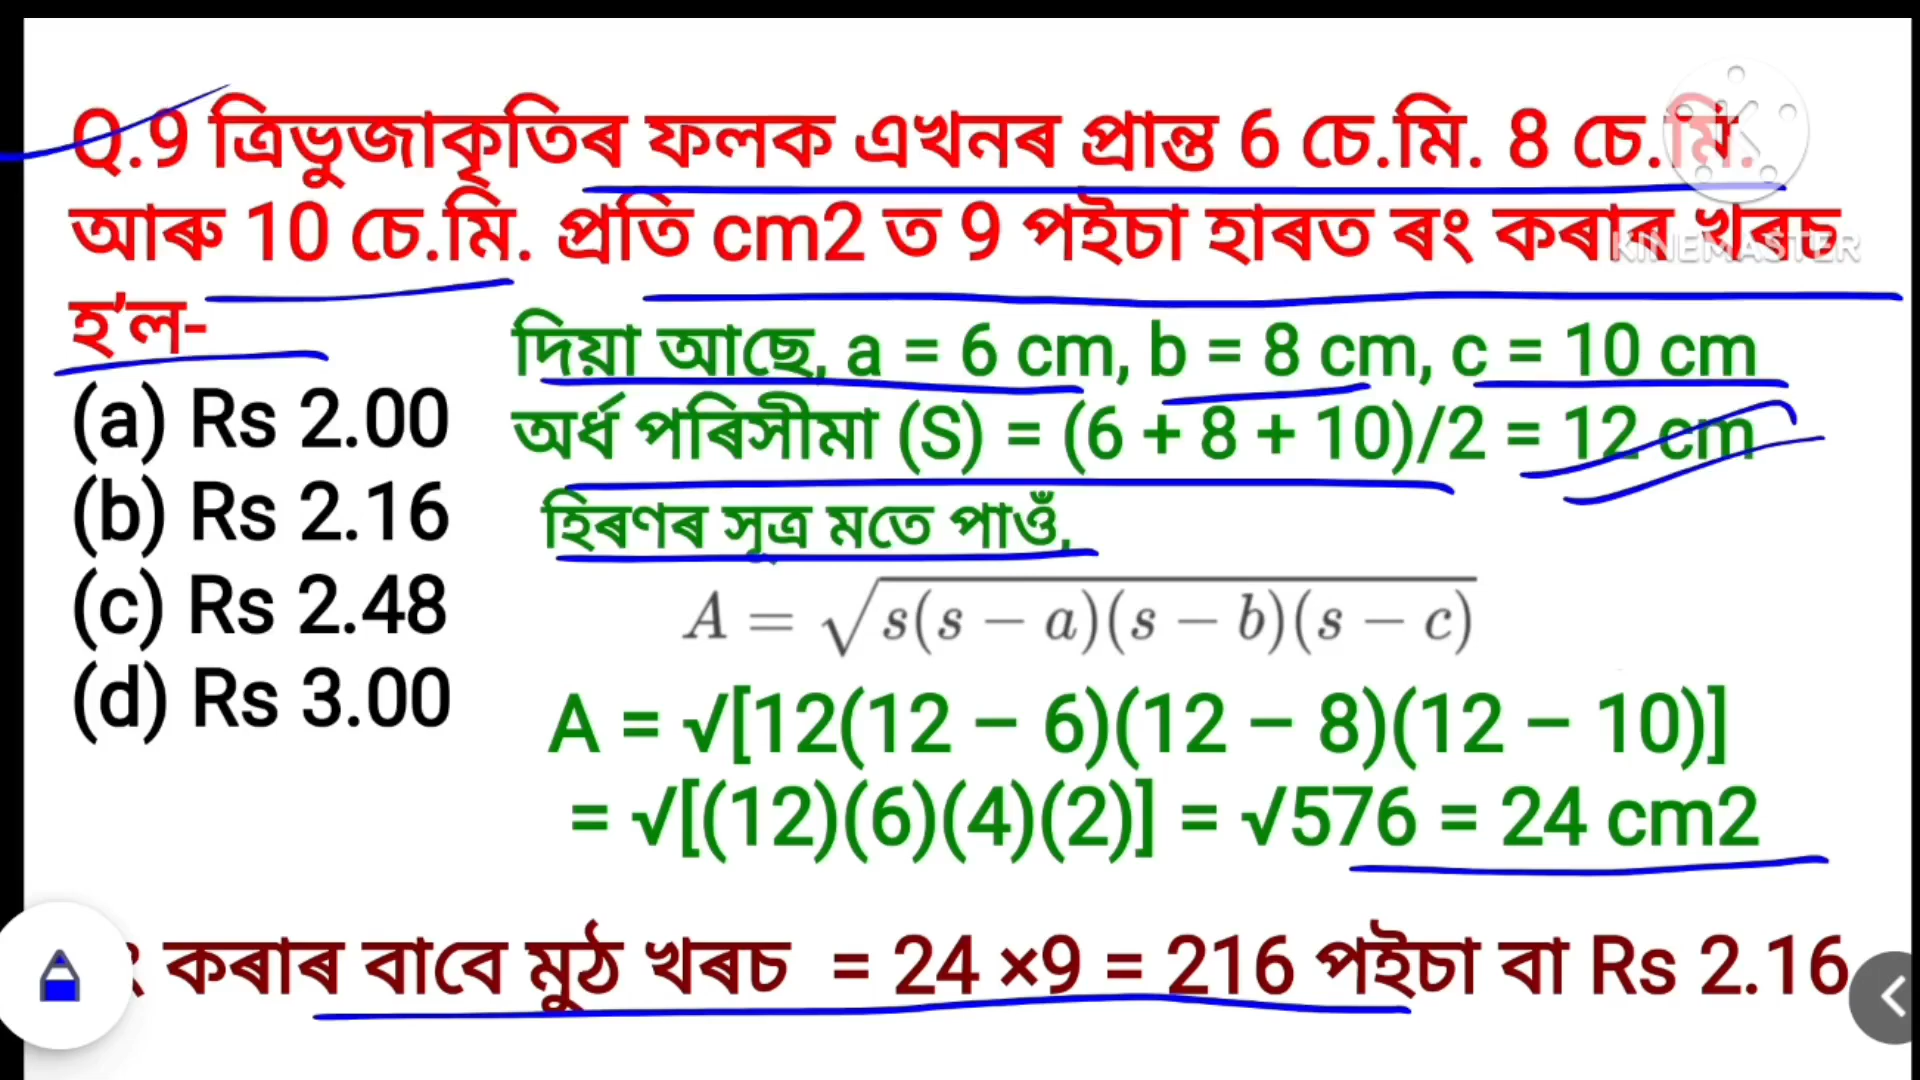 Q.9 ত্ৰিভুজাকৃতিৰ ফলক এখনৰ প্ৰান্ত 6 চে.মি. 8 চে.মি.
আৰু 10 চে.মি. প্ৰতি cm2 ত 9 পইচা হাৰত ৰং কৰাৰ খৰচ
হ'ল-
KINEMASTER
(a) Rs 2.00
(b) Rs 2.16
(c) Rs 2.48
(d) Rs 3.00
দিয়া আছে, a = 6 cm, b = 8 cm, c = 10 cm
অৰ্ধ পৰিসীমা (S) = (6 + 8 + 10)/2 = 12 cm
হিৰণৰ সূত্ৰ মতে পাওঁ,
A = √s(s − a)(s − b)(s − c)
A = √[12(12 – 6)(12 – 8)(12 – 10)]
= √[(12)(6)(4)(2)] = √576 = 24 cm2
কৰাৰ বাবে মুঠ খৰচ = 24 ×9 = 216 পইচা বা Rs 2.16